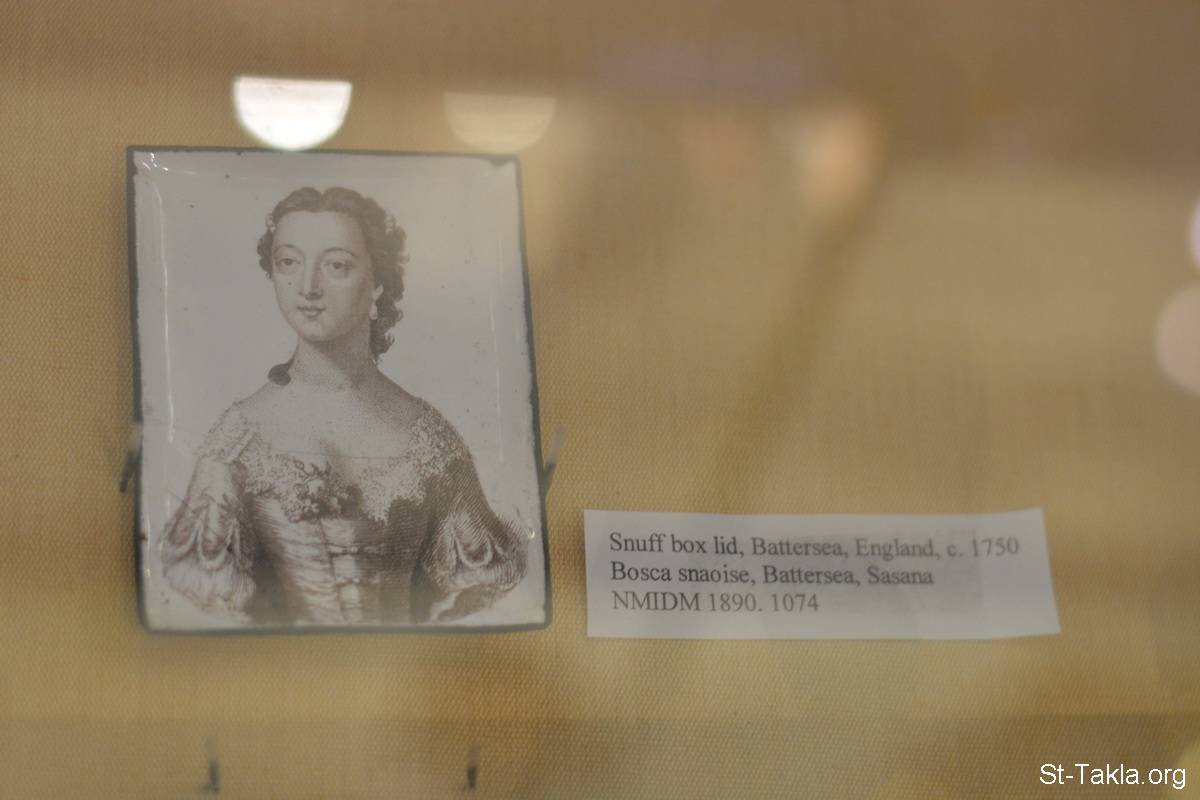 Snuff box lid, Battersea, England, c. 1750
Bosca snaoise, Battersea, Sasana
NMIDM 1890. 1074
St-Takla.org